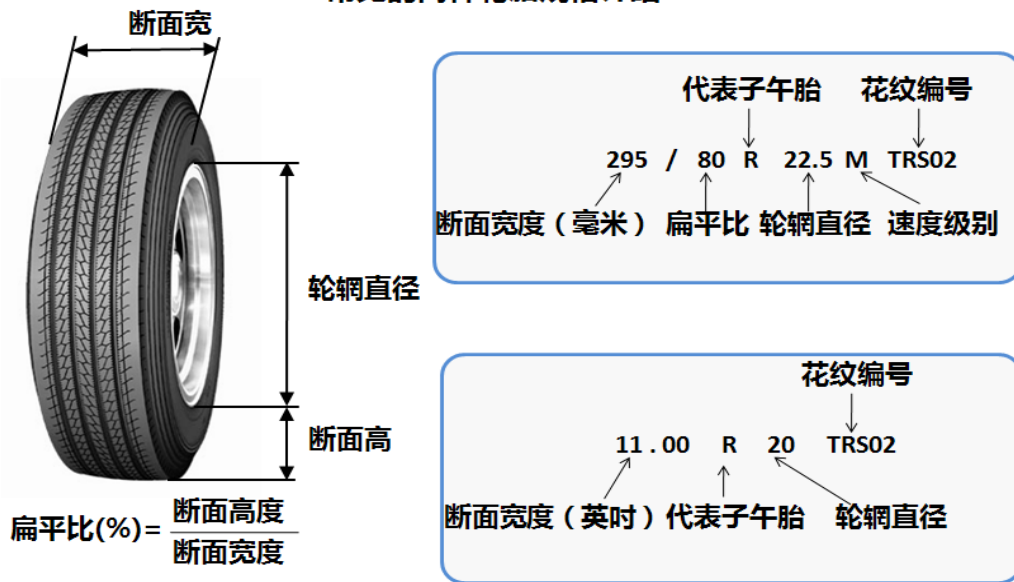 断面宽
轮辋直径
断面高
扁平比(%)=
断面高度
断面宽度
代表子午胎 花纹编号
295 / 80 R 22.5 M TRS02
断面宽度（毫米） 扁平比 轮辋直径 速度级别
花纹编号
11.00 R 20 TRS02
断面宽度（英吋）代表子午胎 轮辋直径